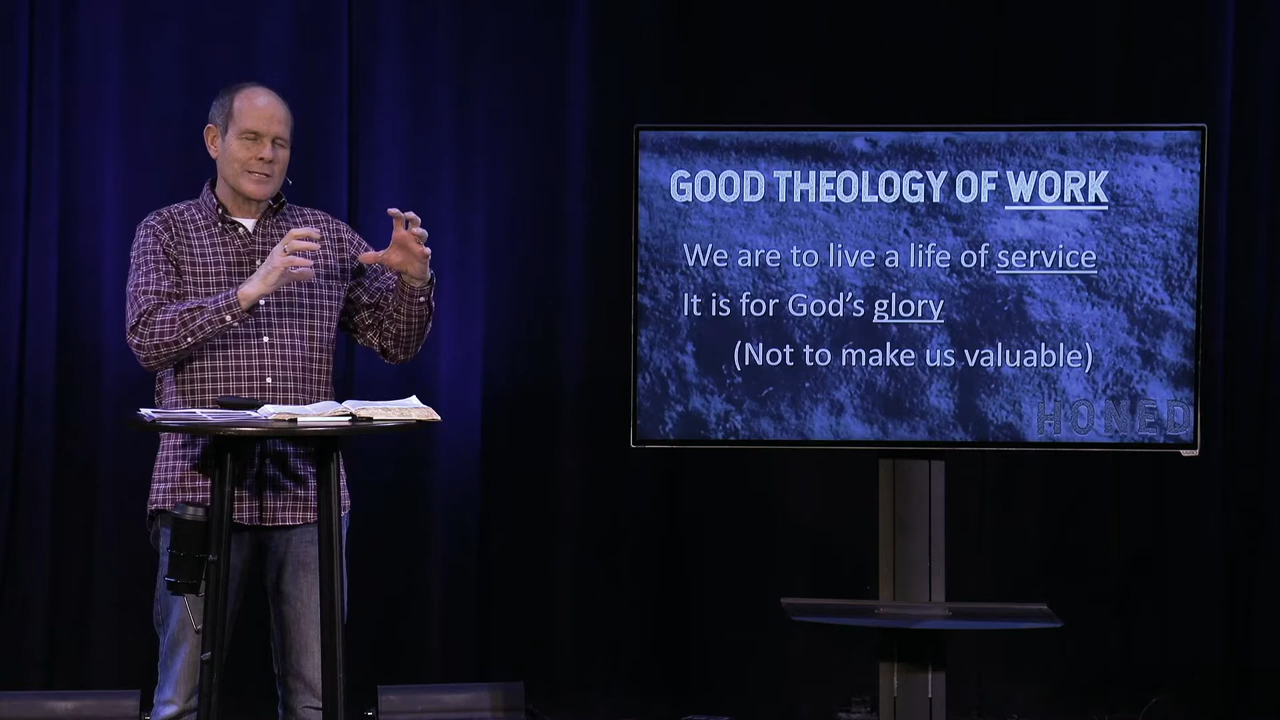 GOOD THEOLOGY OF WORK
We are to live a life of service
It is for God's glory
(Not to make us valuable)
HONED